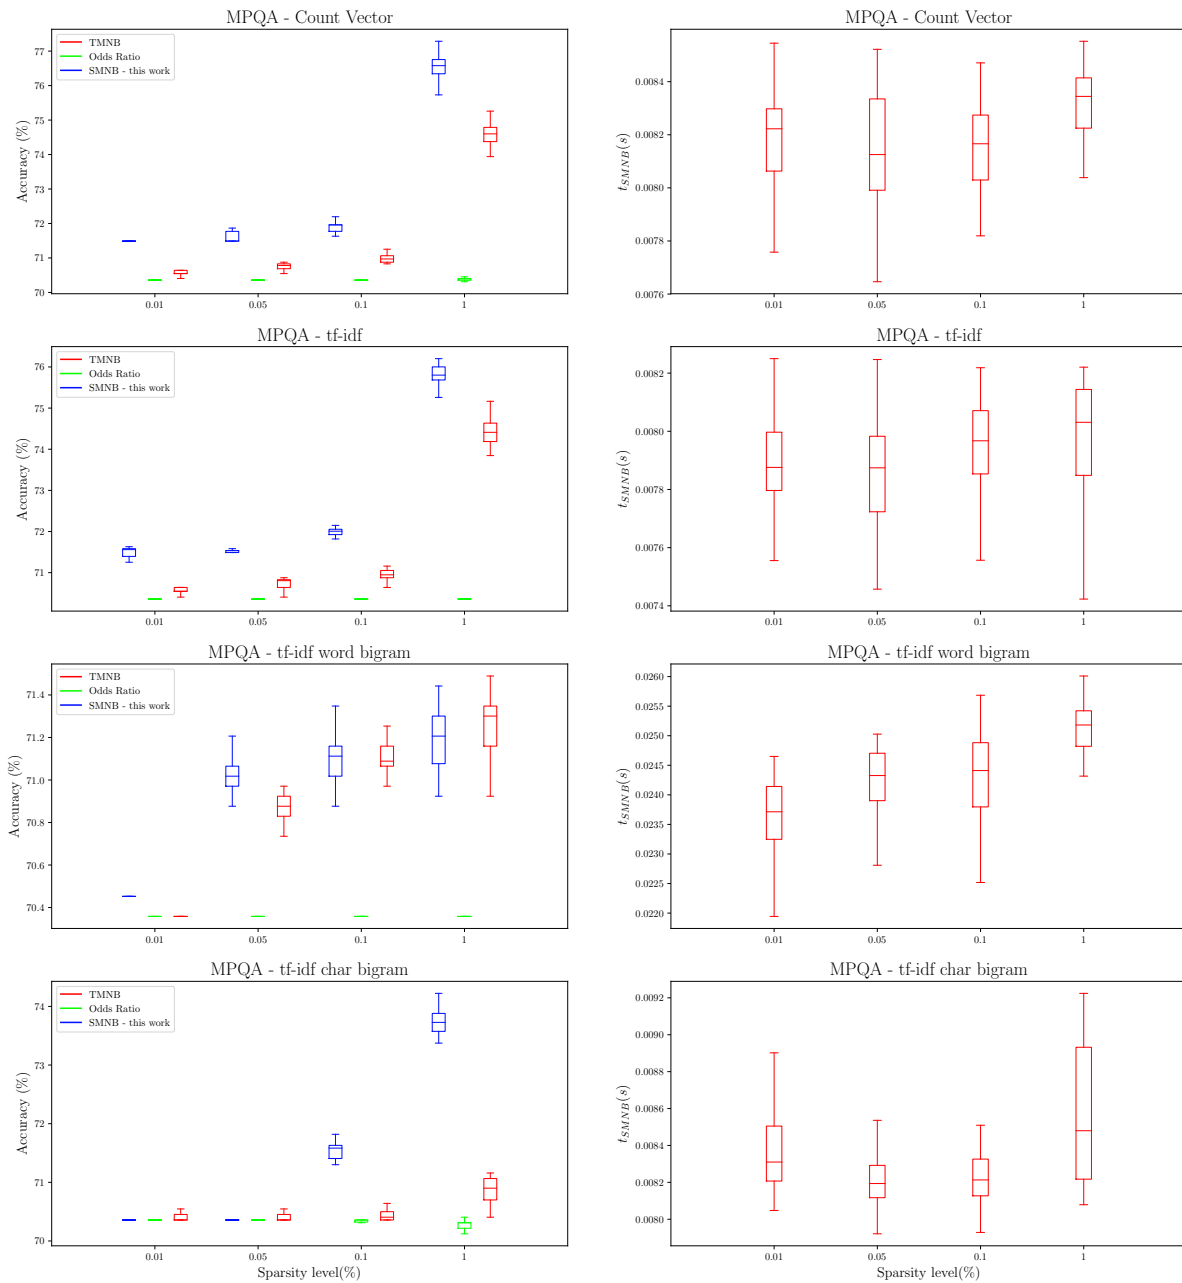 MPQA - Count Vector
TMNB
Odds Ratio
SMNB - this work
Accuracy (%)
77
76
75
74
73
72
71
70
0.01 0.05 0.1 1
MPQA - Count Vector
t_SMNB(s)
0.0084
0.0082
0.0080
0.0078
0.0076
0.01 0.05 0.1 1
MPQA - tf-idf
TMNB
Odds Ratio
SMNB - this work
Accuracy (%)
76
75
74
73
72
71
0.01 0.05 0.1 1
MPQA - tf-idf
t_SMNB(s)
0.0082
0.0080
0.0078
0.0076
0.0074
0.01 0.05 0.1 1
MPQA - tf-idf word bigram
TMNB
Odds Ratio
SMNB - this work
Accuracy (%)
71.4
71.2
71.0
70.8
70.6
70.4
0.01 0.05 0.1 1
MPQA - tf-idf word bigram
t_SMNB(s)
0.0260
0.0255
0.0250
0.0245
0.0240
0.0235
0.0230
0.0225
0.0220
0.01 0.05 0.1 1
MPQA - tf-idf char bigram
TMNB
Odds Ratio
SMNB - this work
Accuracy (%)
74
73
72
71
70
0.01 0.05 0.1 1
Sparsity level(%)
MPQA - tf-idf char bigram
t_SMNB(s)
0.0092
0.0090
0.0088
0.0086
0.0084
0.0082
0.0080
0.01 0.05 0.1 1
Sparsity level(%)